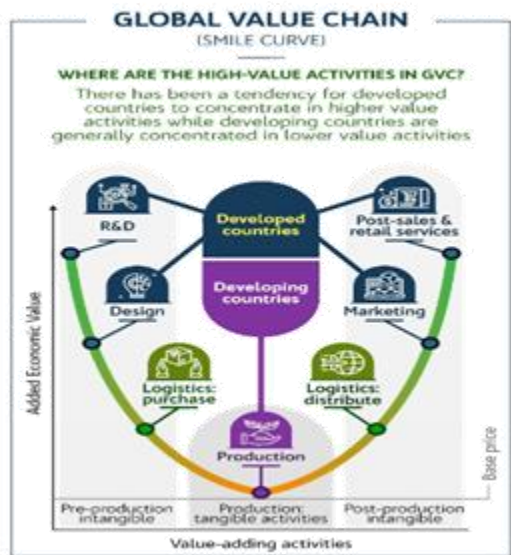 GLOBAL VALUE CHAIN
(SMILE CURVE)
WHERE ARE THE HIGH-VALUE ACTIVITIES IN GVC?
There has been a tendency for developed
countries to concentrate in higher value
activities while developing countries are
generally concentrated in lower value activities
R&D
Developed
countries
Post-sales &
retail services
Developing
countries
Design
Marketing
Logistics:
purchase
Logistics:
distribute
Production
Added Economic Value
Base price
Pre-production
intangible
Production:
tangible activities
Post-production
intangible
Value-adding activities